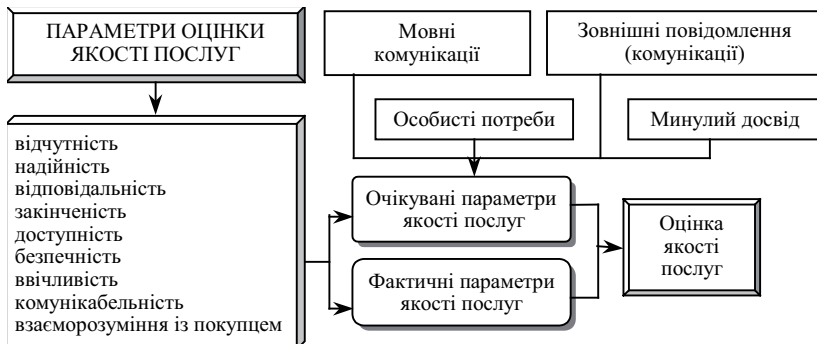 ПАРАМЕТРИ ОЦІНКИ
ЯКОСТІ ПОСЛУГ
Мовні
комунікації
Зовнішні повідомлення
(комунікації)
Особисті потреби
Минулий досвід
відчутність
надійність
відповідальність
закінченість
доступність
безпечність
ввічливість
комунікабельність
взаєморозуміння із покупцем
Очікувані параметри
якості послуг
Фактичні параметри
якості послуг
Оцінка
якості
послуг